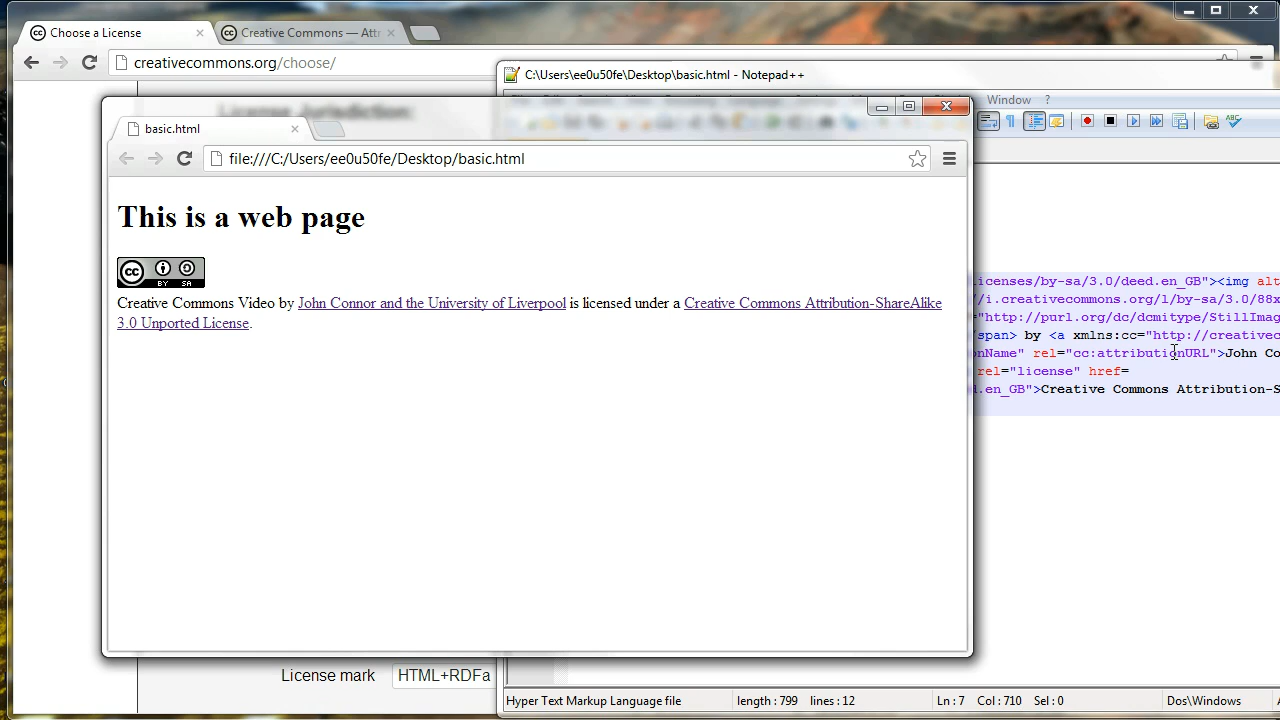 Choose a License
Creative Commons — Attr
creativecommons.org/choose/
C:\Users\ee0u50fe\Desktop\basic.html - Notepad++
License Jurisdiction:
Window ?
basic.html
file:///C:/Users/ee0u50fe/Desktop/basic.html
This is a web page
cc BY SA
Creative Commons Video by John Connor and the University of Liverpool is licensed under a Creative Commons Attribution-ShareAlike
3.0 Unported License.
icenses/by-sa/3.0/deed.en_GB"><img alt
/i.creativecommons.org/l/by-sa/3.0/88x
="http://purl.org/dc/dcmitype/StillImag
span> by <a xmlns:cc="http://creativec
onName" rel="cc:attributionURL">John Co
rel="license" href=
d.en_GB">Creative Commons Attribution-S
License mark HTML+RDFa
Hyper Text Markup Language file length : 799 lines : 12 Ln : 7 Col : 710 Sel : 0 Dos\Windows